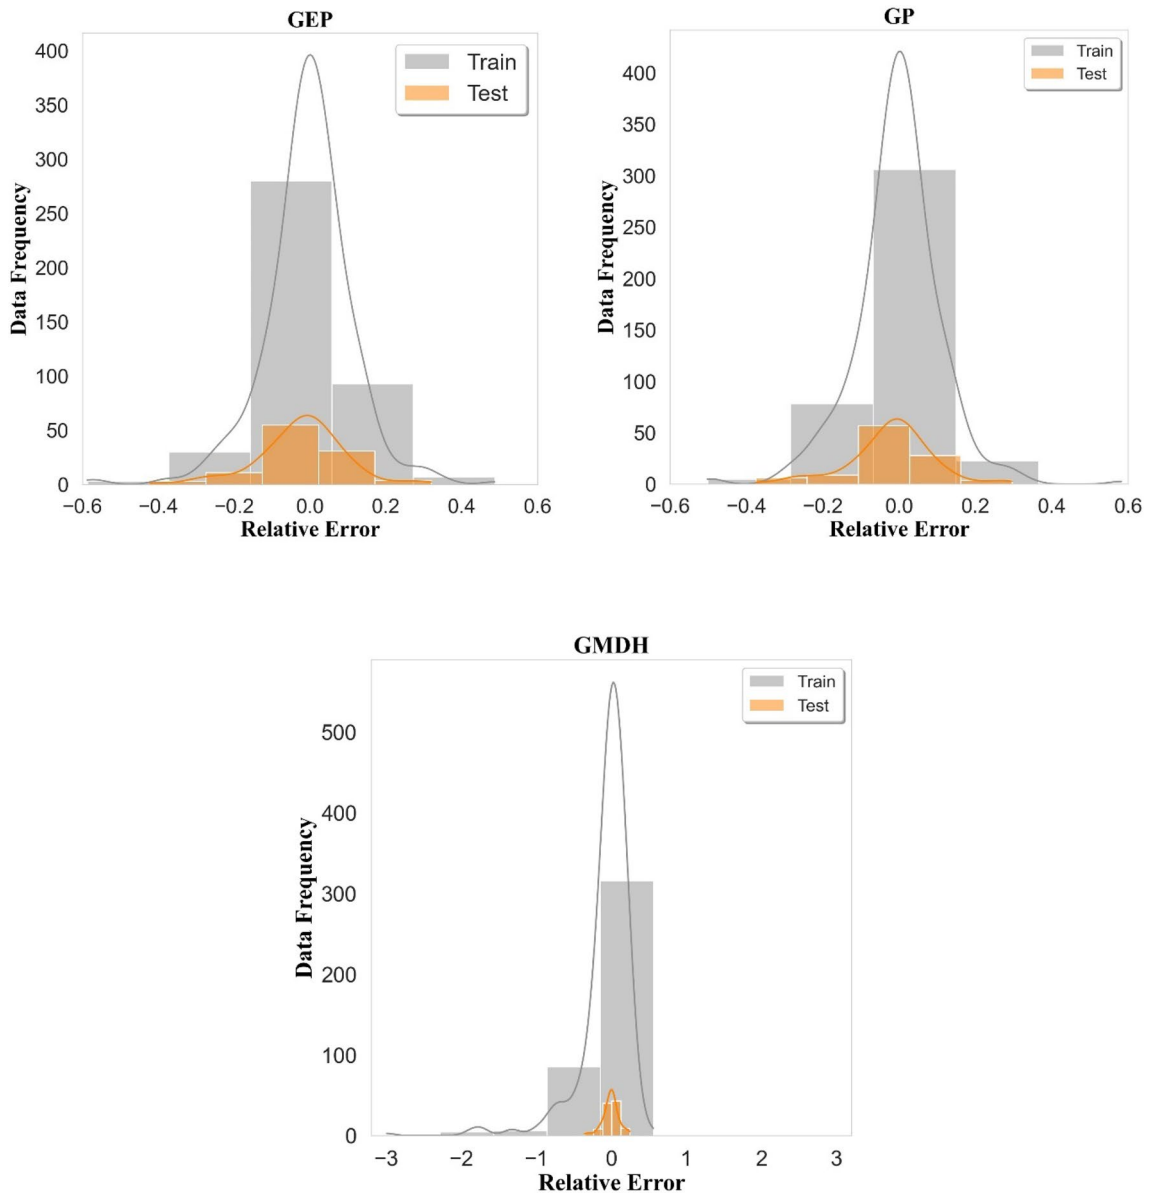 GEP
400
350
300
250
200
150
100
50
0
Data Frequency
Train
Test
−0.6 −0.4 −0.2 0.0 0.2 0.4 0.6
Relative Error
GP
400
350
300
250
200
150
100
50
0
Data Frequency
Train
Test
−0.6 −0.4 −0.2 0.0 0.2 0.4 0.6
Relative Error
GMDH
500
400
300
200
100
0
Data Frequency
Train
Test
−3 −2 −1 0 1 2 3
Relative Error